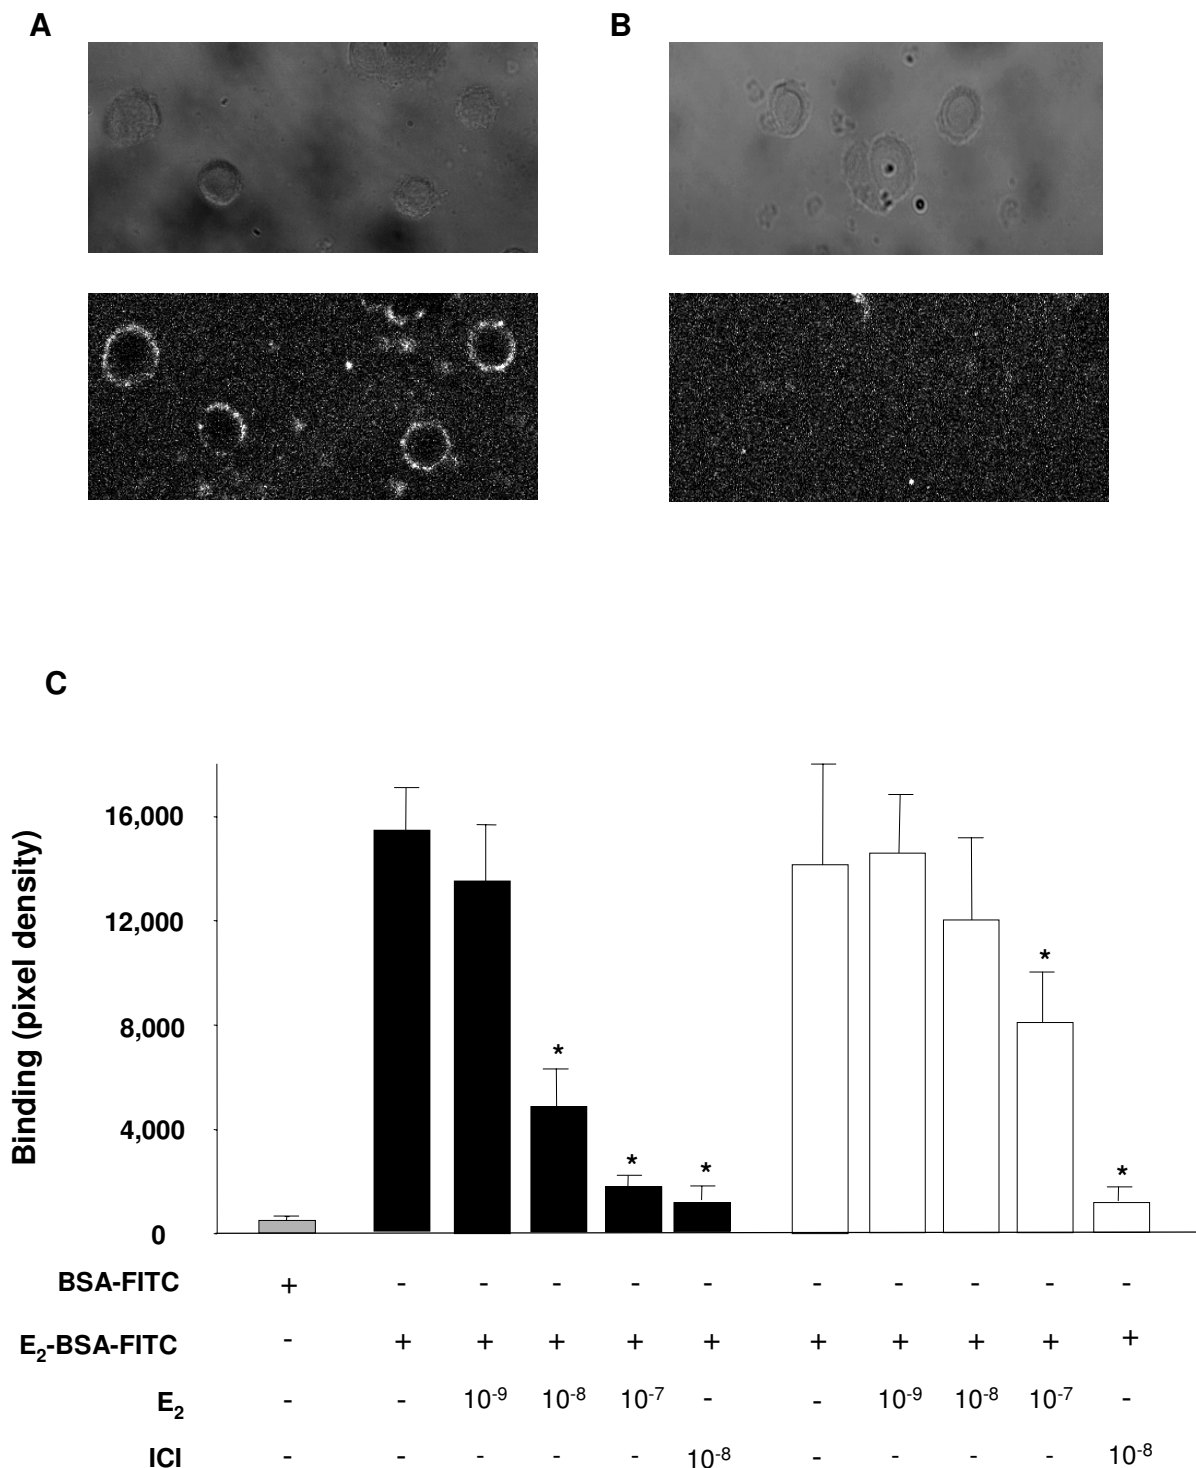 A
B
C
Binding (pixel density)
16,000
12,000
8,000
4,000
0
* * * * *
BSA-FITC + - - - - - - - - - -
E2-BSA-FITC - + + + + + + + + + +
E2 - - 10-9 10-8 10-7 - - 10-9 10-8 10-7 -
ICI - - - - - 10-8 - - - - 10-8